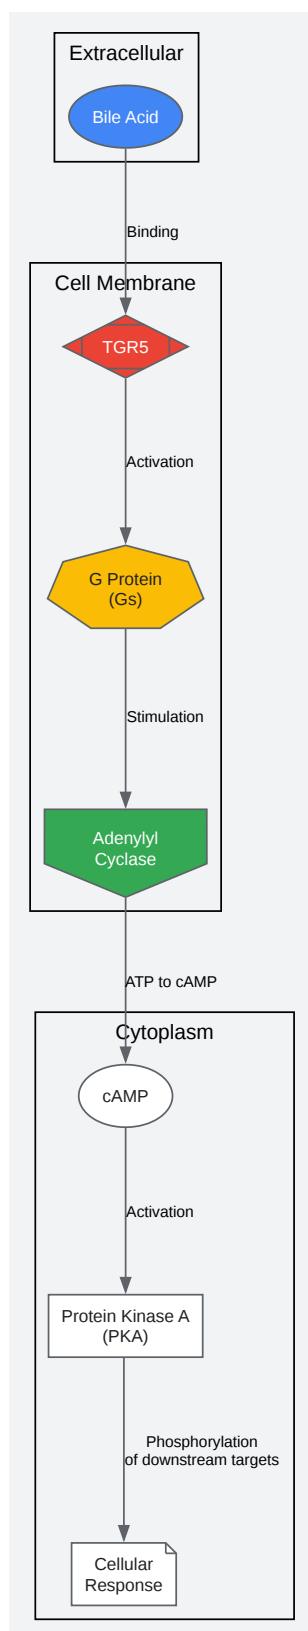 Extracellular
Bile Acid
Binding
Cell Membrane
TGR5
Activation
G Protein
(Gs)
Stimulation
Adenylyl
Cyclase
ATP to cAMP
Cytoplasm
cAMP
Activation
Protein Kinase A
(PKA)
Phosphorylation
of downstream targets
Cellular
Response